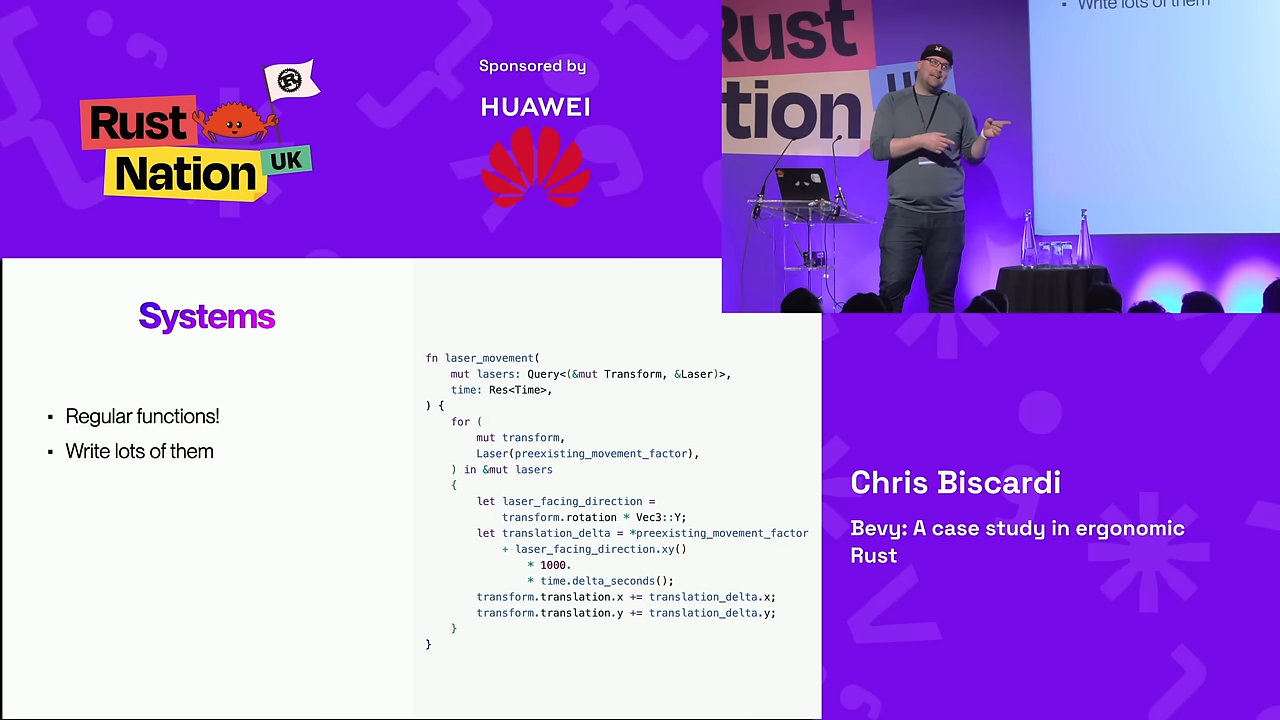 Rust
Nation
UK
Sponsored by
HUAWEI
Rust
tion
Write lots of them
Systems
▪ Regular functions!
▪ Write lots of them
fn laser_movement(
    mut lasers: Query<(&mut Transform, &Laser)>,
    time: Res<Time>,
) {
    for (
        mut transform,
        Laser(preexisting_movement_factor),
    ) in &mut lasers
    {
        let laser_facing_direction =
            transform.rotation * Vec3::Y;
        let translation_delta = *preexisting_movement_factor
            + laser_facing_direction.xy()
                * 1000.
                * time.delta_seconds();
        transform.translation.x += translation_delta.x;
        transform.translation.y += translation_delta.y;
    }
}
Chris Biscardi
Bevy: A case study in ergonomic
Rust